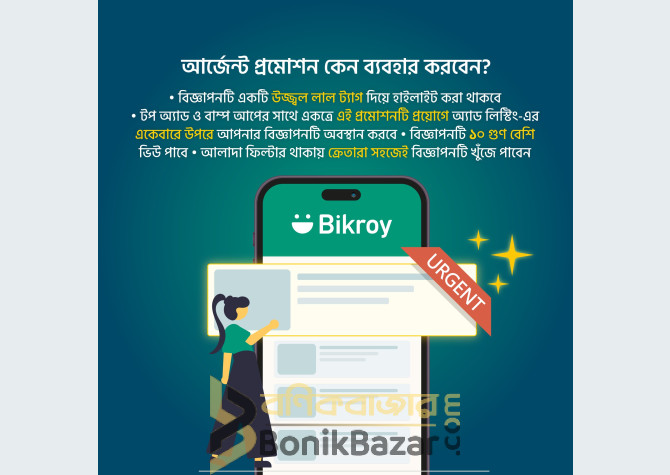 আর্জেন্ট প্রমোশন কেন ব্যবহার করবেন?
• বিজ্ঞাপনটি একটি উজ্জ্বল লাল ট্যাগ দিয়ে হাইলাইট করা থাকবে
• টপ অ্যাড ও বাম্প আপের সাথে একত্রে এই প্রমোশনটি প্রয়োগে অ্যাড লিস্টিং-এর
একেবারে উপরে আপনার বিজ্ঞাপনটি অবস্থান করবে • বিজ্ঞাপনটি ১০ গুণ বেশি
ভিউ পাবে • আলাদা ফিল্টার থাকায় ক্রেতারা সহজেই বিজ্ঞাপনটি খুঁজে পাবেন
Bikroy
URGENT
বণিকবাজার
BonikBazar.com